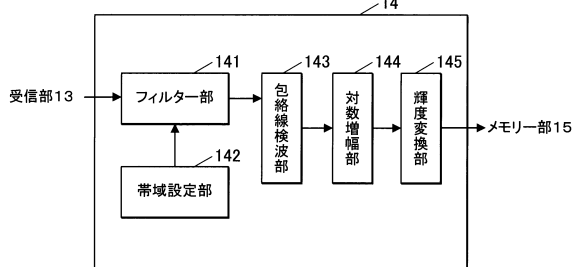 14
141
143
144
145
受信部13
フィルター部
包絡線検波部
対数増幅部
輝度変換部
メモリー部15
142
帯域設定部